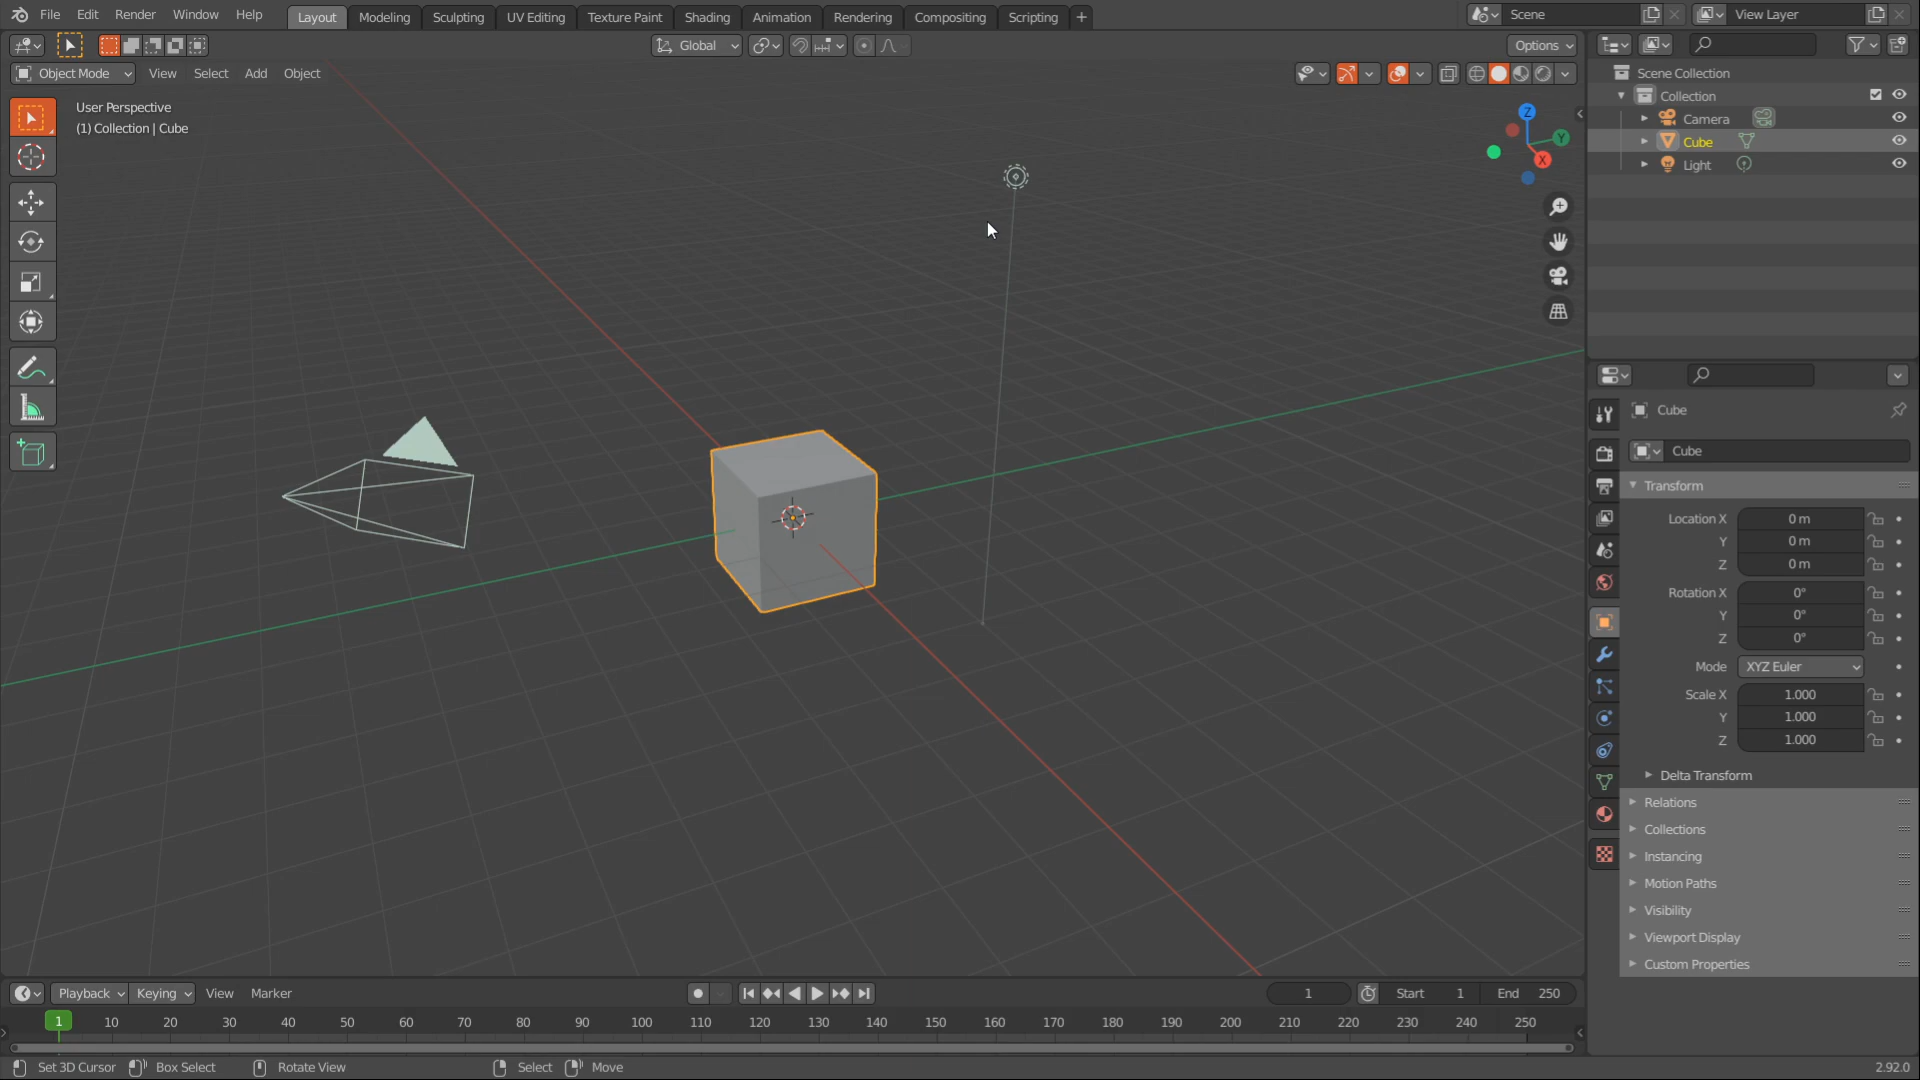 File Edit Render Window Help Layout Modeling Sculpting UV Editing Texture Paint Shading Animation Rendering Compositing Scripting + Scene View Layer
Global Options
Object Mode View Select Add Object
User Perspective
(1) Collection | Cube
Z
Y
X
Scene Collection
Collection
Camera
Cube
Light
Cube
Cube
Transform
Location X 0 m
Y 0 m
Z 0 m
Rotation X 0°
Y 0°
Z 0°
Mode XYZ Euler
Scale X 1.000
Y 1.000
Z 1.000
Delta Transform
Relations
Collections
Instancing
Motion Paths
Visibility
Viewport Display
Custom Properties
Playback Keying View Marker 1 Start 1 End 250
1 10 20 30 40 50 60 70 80 90 100 110 120 130 140 150 160 170 180 190 200 210 220 230 240 250
Set 3D Cursor Box Select Rotate View Select Move 2.92.0